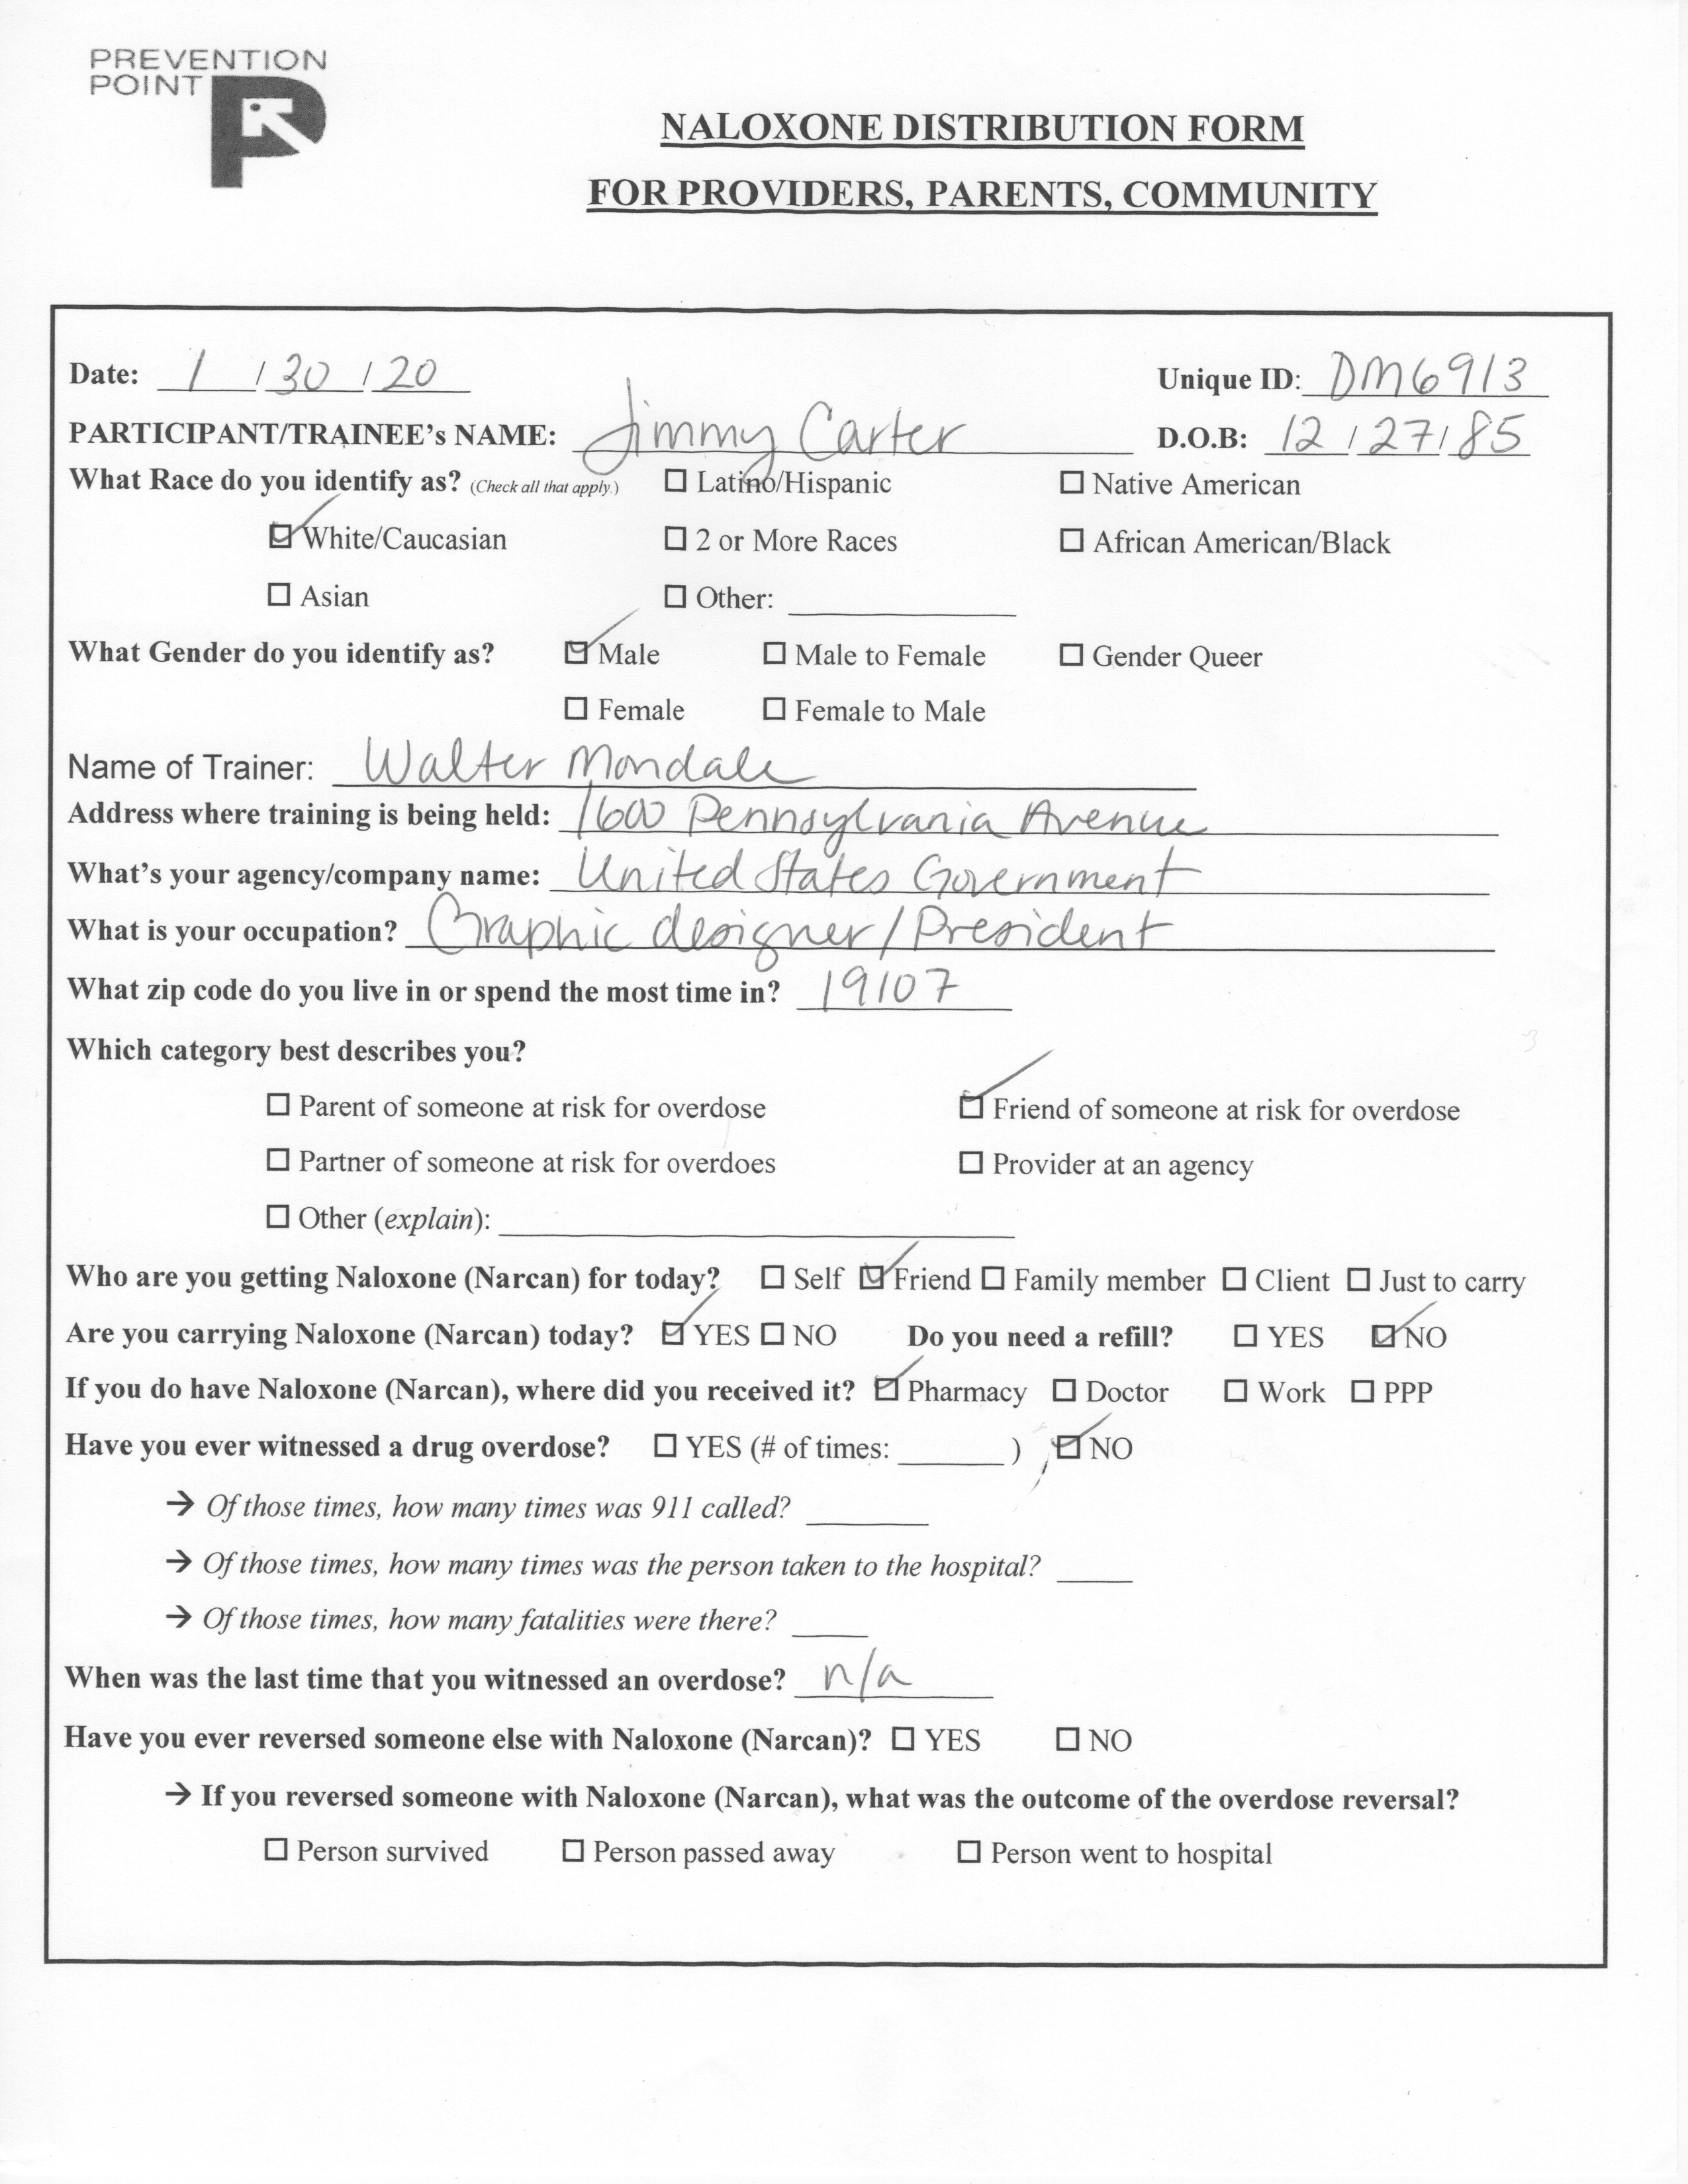 PREVENTION
POINT
NALOXONE DISTRIBUTION FORM
FOR PROVIDERS, PARENTS, COMMUNITY
Date: 1 / 30 / 20 Unique ID: DM6913
PARTICIPANT/TRAINEE's NAME: Jimmy Carter D.O.B: 12 / 27 / 85
What Race do you identify as? (Check all that apply.) ☐ Latino/Hispanic ☐ Native American
☑ White/Caucasian ☐ 2 or More Races ☐ African American/Black
☐ Asian ☐ Other: ____
What Gender do you identify as? ☑ Male ☐ Male to Female ☐ Gender Queer
☐ Female ☐ Female to Male
Name of Trainer: Walter Mondale
Address where training is being held: 1600 Pennsylvania Avenue
What's your agency/company name: United States Government
What is your occupation? Graphic designer/President
What zip code do you live in or spend the most time in? 19107
Which category best describes you?
☐ Parent of someone at risk for overdose ☑ Friend of someone at risk for overdose
☐ Partner of someone at risk for overdoes ☐ Provider at an agency
☐ Other (explain): ____
Who are you getting Naloxone (Narcan) for today? ☐ Self ☑ Friend ☐ Family member ☐ Client ☐ Just to carry
Are you carrying Naloxone (Narcan) today? ☑ YES ☐ NO Do you need a refill? ☐ YES ☑ NO
If you do have Naloxone (Narcan), where did you received it? ☑ Pharmacy ☐ Doctor ☐ Work ☐ PPP
Have you ever witnessed a drug overdose? ☐ YES (# of times: ____ ) ☑ NO
→ Of those times, how many times was 911 called? ____
→ Of those times, how many times was the person taken to the hospital? ____
→ Of those times, how many fatalities were there? ____
When was the last time that you witnessed an overdose? n/a
Have you ever reversed someone else with Naloxone (Narcan)? ☐ YES ☐ NO
→ If you reversed someone with Naloxone (Narcan), what was the outcome of the overdose reversal?
☐ Person survived ☐ Person passed away ☐ Person went to hospital